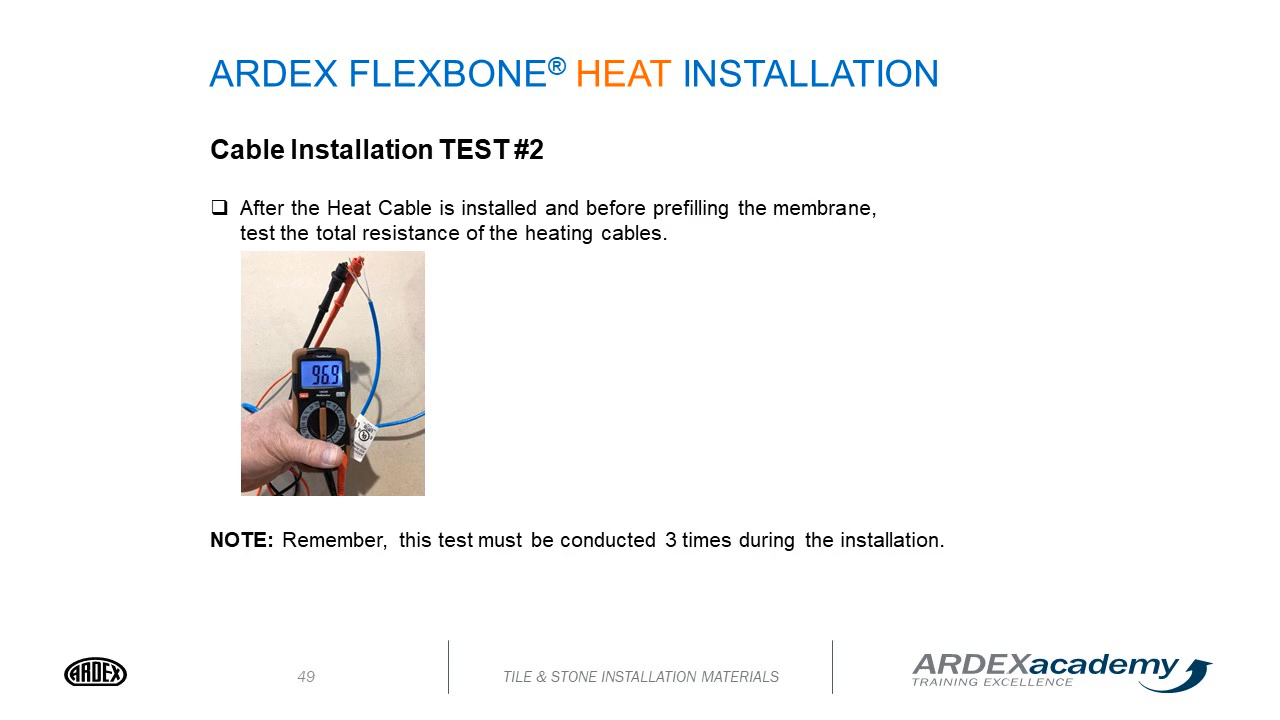 ARDEX FLEXBONE® HEAT INSTALLATION
Cable Installation TEST #2
❑ After the Heat Cable is installed and before prefilling the membrane,
test the total resistance of the heating cables.
96.9
NOTE: Remember, this test must be conducted 3 times during the installation.
ARDEX
49
TILE & STONE INSTALLATION MATERIALS
ARDEXacademy
TRAINING EXCELLENCE